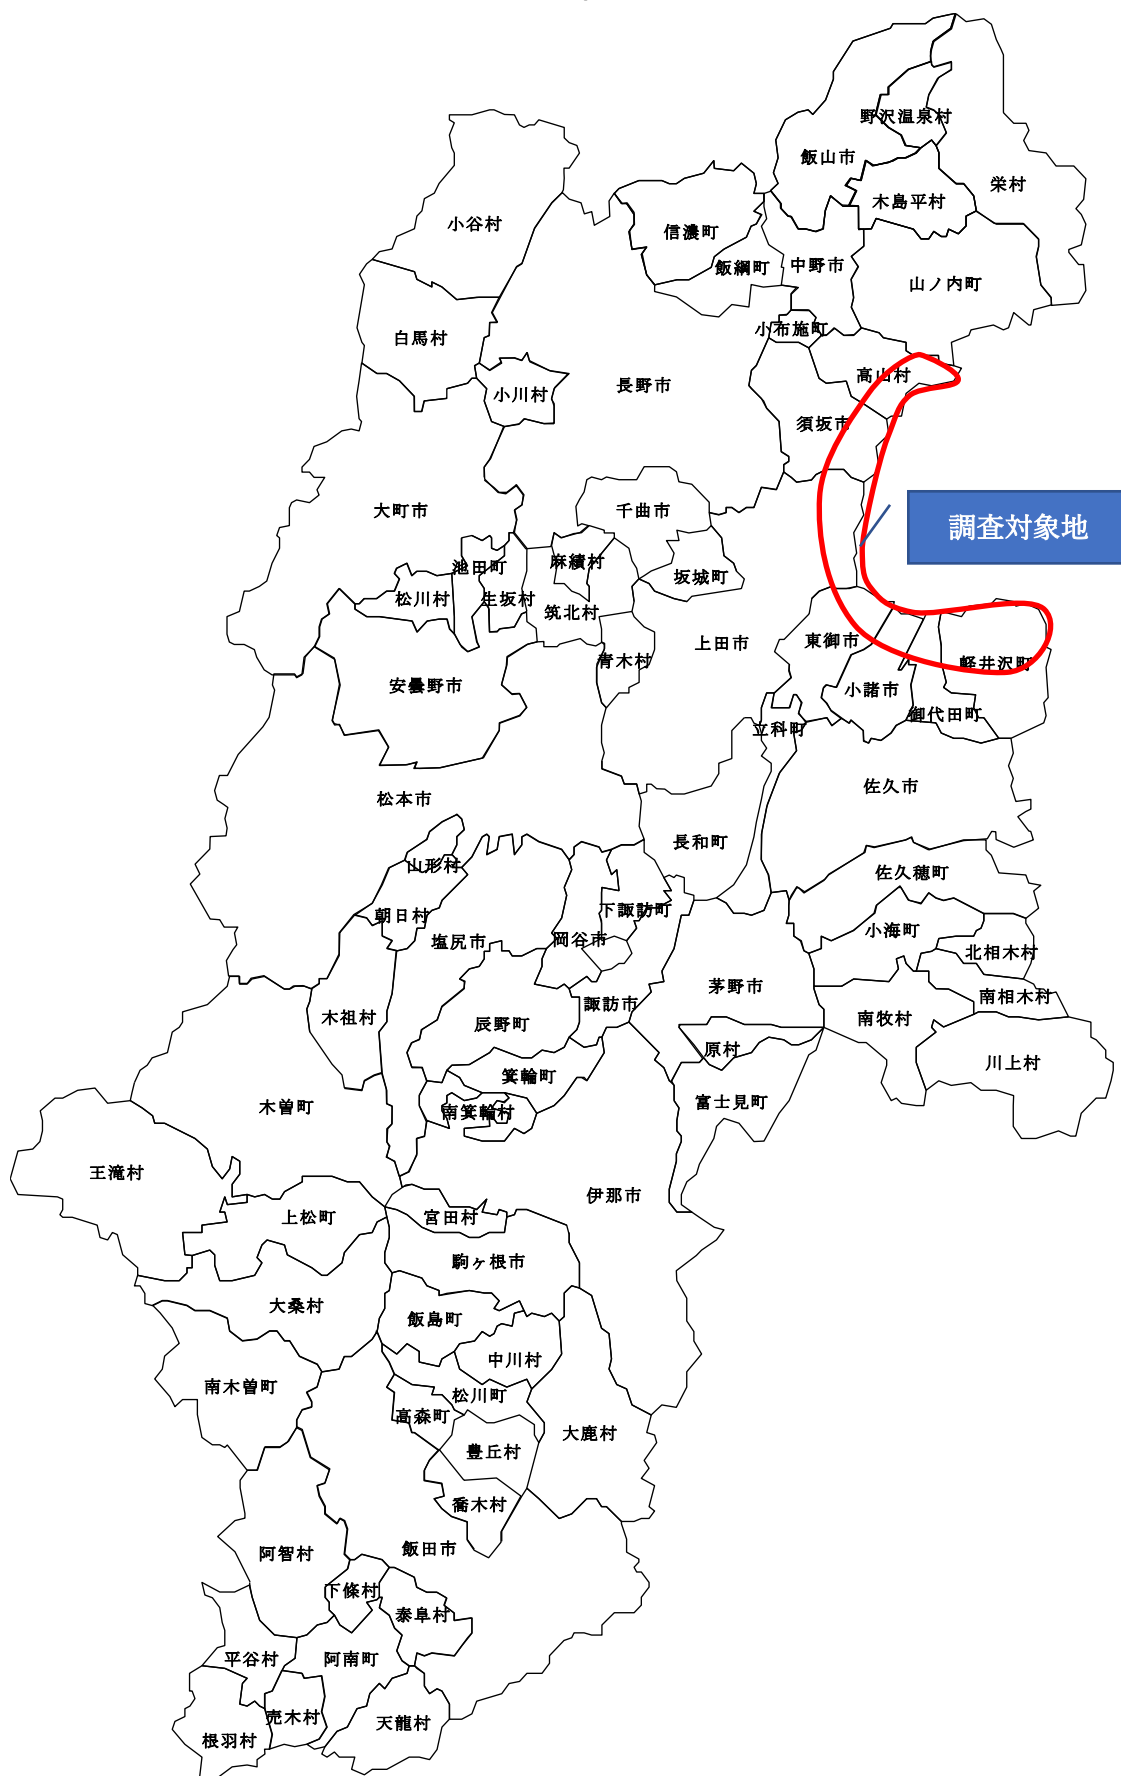 野沢温泉村
飯山市
栄村
木島平村
小谷村
信濃町
飯綱町
中野市
山ノ内町
白馬村
小布施町
高山村
長野市
小川村
須坂市
大町市
千曲市
調査対象地
池田町
麻績村
坂城町
松川村
生坂村
筑北村
上田市
東御市
青木村
軽井沢町
安曇野市
小諸市
御代田町
立科町
佐久市
松本市
長和町
山形村
佐久穂町
朝日村
下諏訪町
小海町
塩尻市
岡谷市
北相木村
茅野市
南相木村
諏訪市
木祖村
辰野町
南牧村
原村
川上村
箕輪町
木曽町
南箕輪村
富士見町
王滝村
伊那市
上松町
宮田村
駒ヶ根市
大桑村
飯島町
中川村
南木曽町
松川町
高森町
大鹿村
豊丘村
喬木村
飯田市
阿智村
下條村
泰阜村
平谷村
阿南町
売木村
天龍村
根羽村